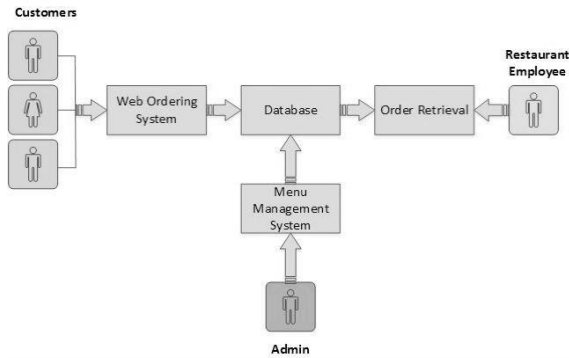 Customers
Restaurant
Employee
Web Ordering
System
Database
Order Retrieval
Menu
Management
System
Admin